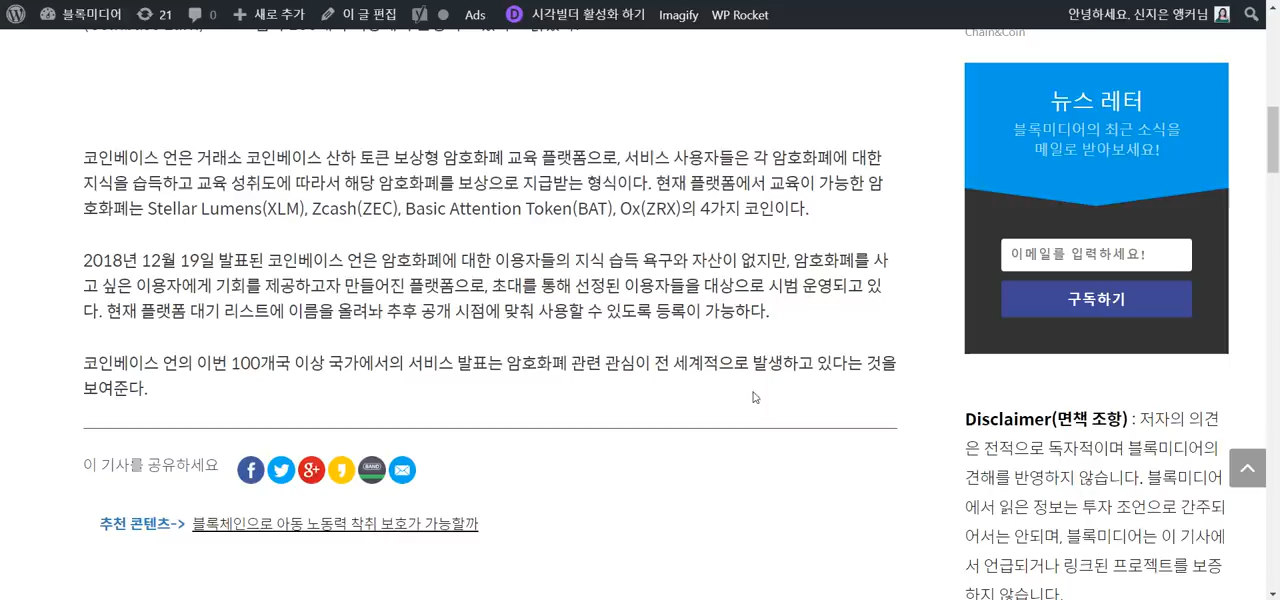 블록미디어 21 0 새로 추가 이 글 편집 Ads 시각빌더 활성화 하기 Imagify WP Rocket 안녕하세요. 신지은 앵커님
Chain&Coin
코인베이스 언은 거래소 코인베이스 산하 토큰 보상형 암호화폐 교육 플랫폼으로, 서비스 사용자들은 각 암호화폐에 대한
지식을 습득하고 교육 성취도에 따라서 해당 암호화폐를 보상으로 지급받는 형식이다. 현재 플랫폼에서 교육이 가능한 암
호화폐는 Stellar Lumens(XLM), Zcash(ZEC), Basic Attention Token(BAT), Ox(ZRX)의 4가지 코인이다.
2018년 12월 19일 발표된 코인베이스 언은 암호화폐에 대한 이용자들의 지식 습득 욕구와 자산이 없지만, 암호화폐를 사
고 싶은 이용자에게 기회를 제공하고자 만들어진 플랫폼으로, 초대를 통해 선정된 이용자들을 대상으로 시범 운영되고 있
다. 현재 플랫폼 대기 리스트에 이름을 올려놔 추후 공개 시점에 맞춰 사용할 수 있도록 등록이 가능하다.
코인베이스 언의 이번 100개국 이상 국가에서의 서비스 발표는 암호화폐 관련 관심이 전 세계적으로 발생하고 있다는 것을
보여준다.
이 기사를 공유하세요
BAND
추천 콘텐츠-> 블록체인으로 아동 노동력 착취 보호가 가능할까
뉴스 레터
블록미디어의 최근 소식을
메일로 받아보세요!
이메일를 입력하세요!
구독하기
Disclaimer(면책 조항) : 저자의 의견
은 전적으로 독자적이며 블록미디어의
견해를 반영하지 않습니다. 블록미디어
에서 읽은 정보는 투자 조언으로 간주되
어서는 안되며, 블록미디어는 이 기사에
서 언급되거나 링크된 프로젝트를 보증
하지 않습니다.